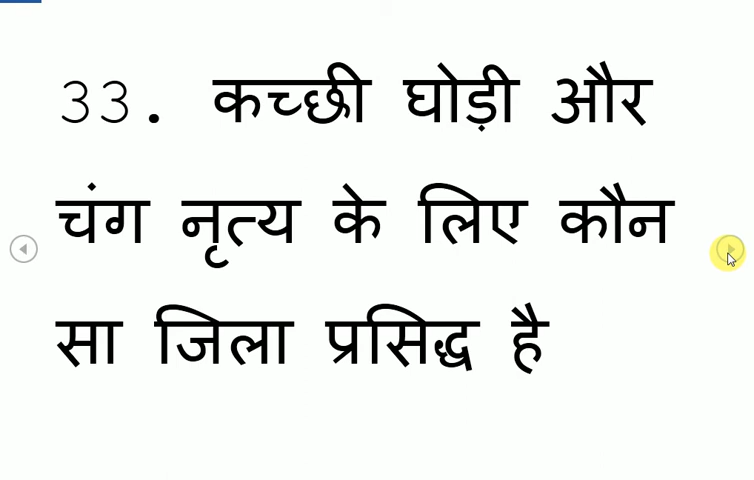 33. कच्छी घोड़ी और
चंग नृत्य के लिए कौन
सा जिला प्रसिद्ध है